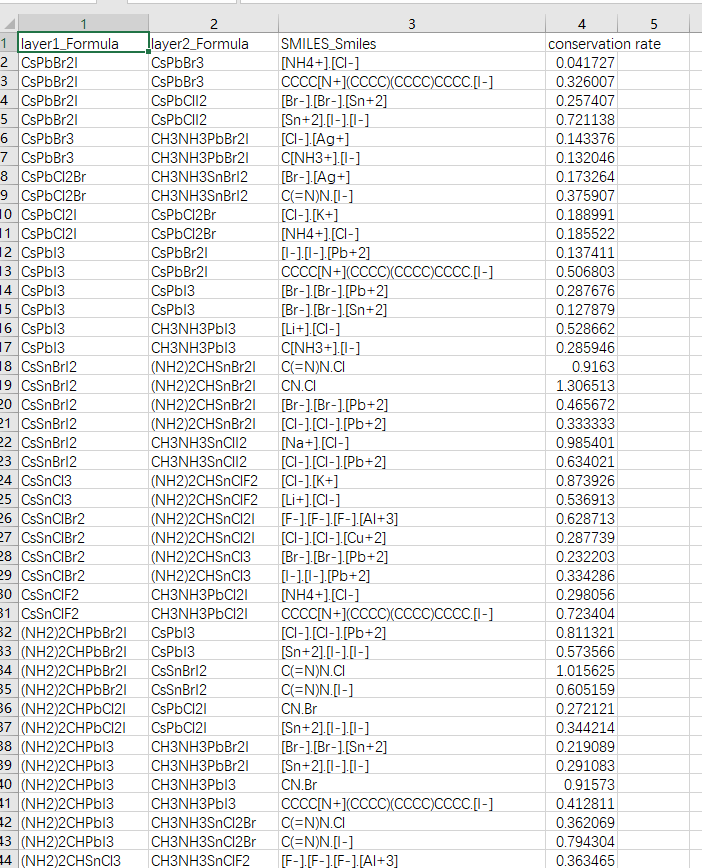 1 2 3 4 5
1 layer1_Formula layer2_Formula SMILES_Smiles conservation rate
2 CsPbBr2I CsPbBr3 [NH4+].[Cl-] 0.041727
3 CsPbBr2I CsPbBr3 CCCC[N+](CCCC)(CCCC)CCCC.[I-] 0.326007
4 CsPbBr2I CsPbClI2 [Br-].[Br-].[Sn+2] 0.257407
5 CsPbBr2I CsPbClI2 [Sn+2].[I-].[I-] 0.721138
6 CsPbBr3 CH3NH3PbBr2I [Cl-].[Ag+] 0.143376
7 CsPbBr3 CH3NH3PbBr2I C[NH3+].[I-] 0.132046
8 CsPbCl2Br CH3NH3SnBrI2 [Br-].[Ag+] 0.173264
9 CsPbCl2Br CH3NH3SnBrI2 C(=N)N.[I-] 0.375907
10 CsPbCl2I CsPbCl2Br [Cl-].[K+] 0.188991
11 CsPbCl2I CsPbCl2Br [NH4+].[Cl-] 0.185522
12 CsPbI3 CsPbBr2I [I-].[I-].[Pb+2] 0.137411
13 CsPbI3 CsPbBr2I CCCC[N+](CCCC)(CCCC)CCCC.[I-] 0.506803
14 CsPbI3 CsPbI3 [Br-].[Br-].[Pb+2] 0.287676
15 CsPbI3 CsPbI3 [Br-].[Br-].[Sn+2] 0.127879
16 CsPbI3 CH3NH3PbI3 [Li+].[Cl-] 0.528662
17 CsPbI3 CH3NH3PbI3 C[NH3+].[I-] 0.285946
18 CsSnBrI2 (NH2)2CHSnBr2I C(=N)N.Cl 0.9163
19 CsSnBrI2 (NH2)2CHSnBr2I CN.Cl 1.306513
20 CsSnBrI2 (NH2)2CHSnBr2I [Br-].[Br-].[Pb+2] 0.465672
21 CsSnBrI2 (NH2)2CHSnBr2I [Cl-].[Cl-].[Pb+2] 0.333333
22 CsSnBrI2 CH3NH3SnClI2 [Na+].[Cl-] 0.985401
23 CsSnBrI2 CH3NH3SnClI2 [Cl-].[Cl-].[Pb+2] 0.634021
24 CsSnCl3 (NH2)2CHSnClF2 [Cl-].[K+] 0.873926
25 CsSnCl3 (NH2)2CHSnClF2 [Li+].[Cl-] 0.536913
26 CsSnClBr2 (NH2)2CHSnCl2I [F-].[F-].[F-].[Al+3] 0.628713
27 CsSnClBr2 (NH2)2CHSnCl2I [Cl-].[Cl-].[Cu+2] 0.287739
28 CsSnClBr2 (NH2)2CHSnCl3 [Br-].[Br-].[Pb+2] 0.232203
29 CsSnClBr2 (NH2)2CHSnCl3 [I-].[I-].[Pb+2] 0.334286
30 CsSnClF2 CH3NH3PbCl2I [NH4+].[Cl-] 0.298056
31 CsSnClF2 CH3NH3PbCl2I CCCC[N+](CCCC)(CCCC)CCCC.[I-] 0.723404
32 (NH2)2CHPbBr2I CsPbI3 [Cl-].[Cl-].[Pb+2] 0.811321
33 (NH2)2CHPbBr2I CsPbI3 [Sn+2].[I-].[I-] 0.573566
34 (NH2)2CHPbBr2I CsSnBrI2 C(=N)N.Cl 1.015625
35 (NH2)2CHPbBr2I CsSnBrI2 C(=N)N.[I-] 0.605159
36 (NH2)2CHPbCl2I CsPbCl2I CN.Br 0.272121
37 (NH2)2CHPbCl2I CsPbCl2I [Sn+2].[I-].[I-] 0.344214
38 (NH2)2CHPbI3 CH3NH3PbBr2I [Br-].[Br-].[Sn+2] 0.219089
39 (NH2)2CHPbI3 CH3NH3PbBr2I [Sn+2].[I-].[I-] 0.291083
40 (NH2)2CHPbI3 CH3NH3PbI3 CN.Br 0.91573
41 (NH2)2CHPbI3 CH3NH3PbI3 CCCC[N+](CCCC)(CCCC)CCCC.[I-] 0.412811
42 (NH2)2CHPbI3 CH3NH3SnCl2Br C(=N)N.Cl 0.362069
43 (NH2)2CHPbI3 CH3NH3SnCl2Br C(=N)N.[I-] 0.794304
44 (NH2)2CHSnCl3 CH3NH3SnClF2 [F-].[F-].[F-].[Al+3] 0.363465